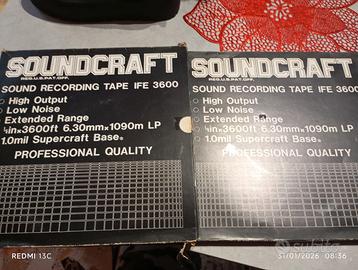 SOUNDCRAFT
REG.U.S.PAT.OFF.
SOUND RECORDING TAPE IFE 3600
High Output
Low Noise
Extended Range
¼in×3600ft 6.30mm×1090m LP
1.0mil Supercraft Base®
PROFESSIONAL QUALITY
SOUNDCRAFT
REG.U.S.PAT.OFF.
SOUND RECORDING TAPE IFE 3600
High Output
Low Noise
Extended Range
¼in×3600ft 6.30mm×1090m LP
1.0mil Supercraft Base®
PROFESSIONAL QUALITY
REDMI 13C
subito
31/01/2026 08:36